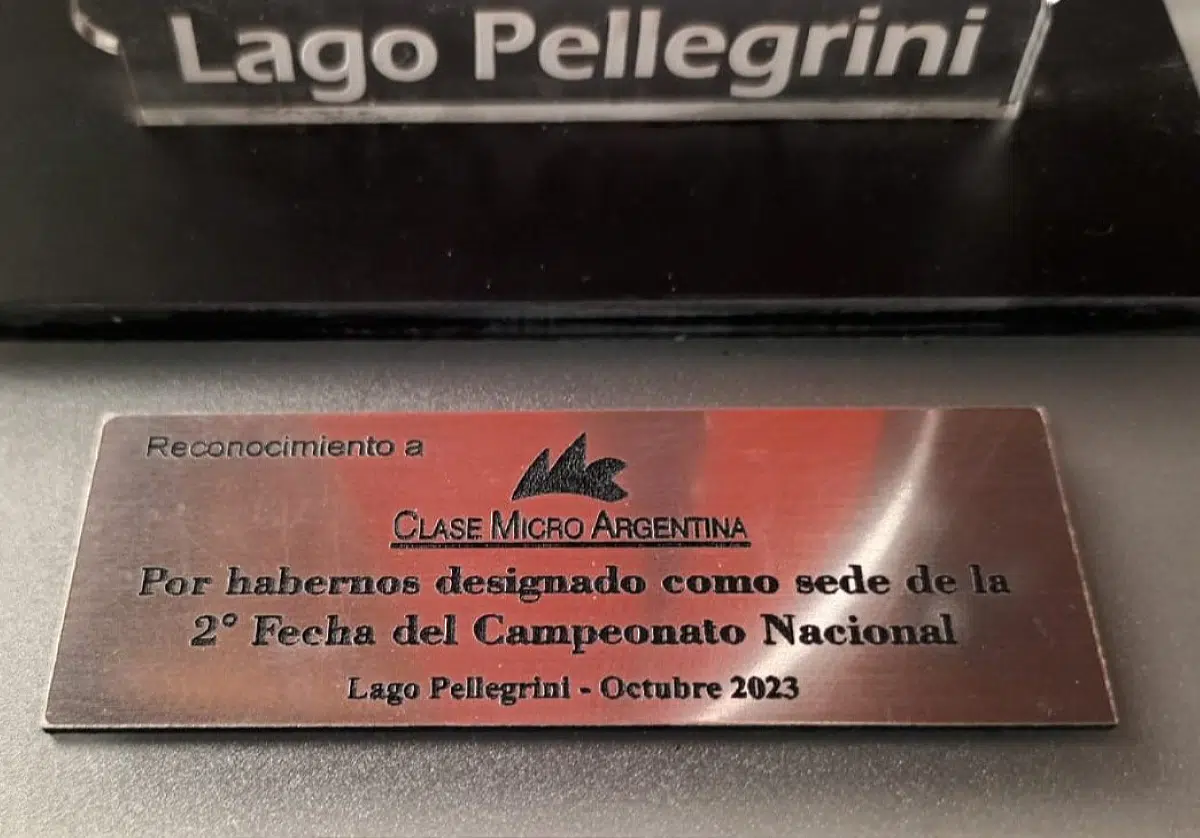 Lago Pellegrini
Reconocimiento a
CLASE MICRO ARGENTINA
Por habernos designado como sede de la
2° Fecha del Campeonato Nacional
Lago Pellegrini - Octubre 2023